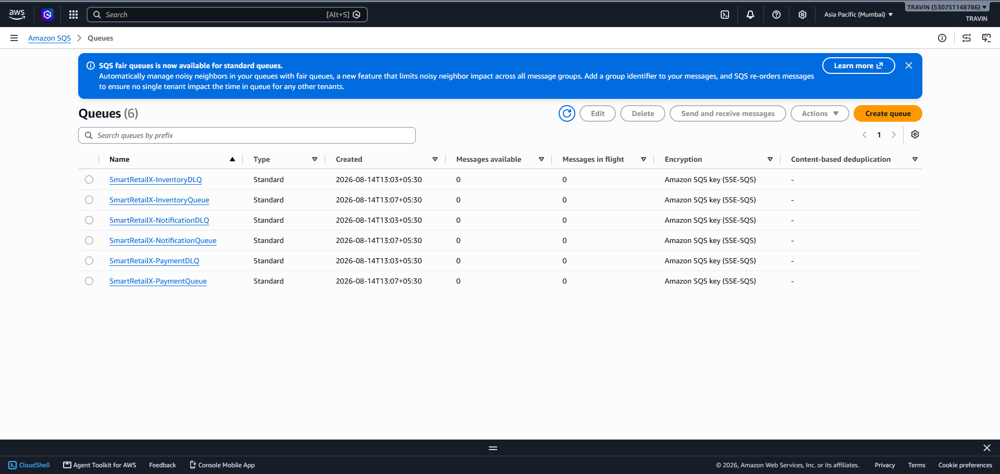 aws
Search
[Alt+S]
Asia Pacific (Mumbai)
TRAVIN (530751148786)
TRAVIN
Amazon SQS
Queues
SQS fair queues is now available for standard queues.
Automatically manage noisy neighbors in your queues with fair queues, a new feature that limits noisy neighbor impact across all message groups. Add a group identifier to your messages, and SQS re-orders messages
to ensure no single tenant impact the time in queue for any other tenants.
Learn more
Queues (6)
Edit
Delete
Send and receive messages
Actions
Create queue
Search queues by prefix
1
Name Type Created Messages available Messages in flight Encryption Content-based deduplication
SmartRetailX-InventoryDLQ Standard 2026-08-14T13:03+05:30 0 0 Amazon SQS key (SSE-SQS) -
SmartRetailX-InventoryQueue Standard 2026-08-14T13:07+05:30 0 0 Amazon SQS key (SSE-SQS) -
SmartRetailX-NotificationDLQ Standard 2026-08-14T13:03+05:30 0 0 Amazon SQS key (SSE-SQS) -
SmartRetailX-NotificationQueue Standard 2026-08-14T13:07+05:30 0 0 Amazon SQS key (SSE-SQS) -
SmartRetailX-PaymentDLQ Standard 2026-08-14T13:03+05:30 0 0 Amazon SQS key (SSE-SQS) -
SmartRetailX-PaymentQueue Standard 2026-08-14T13:07+05:30 0 0 Amazon SQS key (SSE-SQS) -
CloudShell
Agent Toolkit for AWS
Feedback
Console Mobile App
© 2026, Amazon Web Services, Inc. or its affiliates.
Privacy
Terms
Cookie preferences